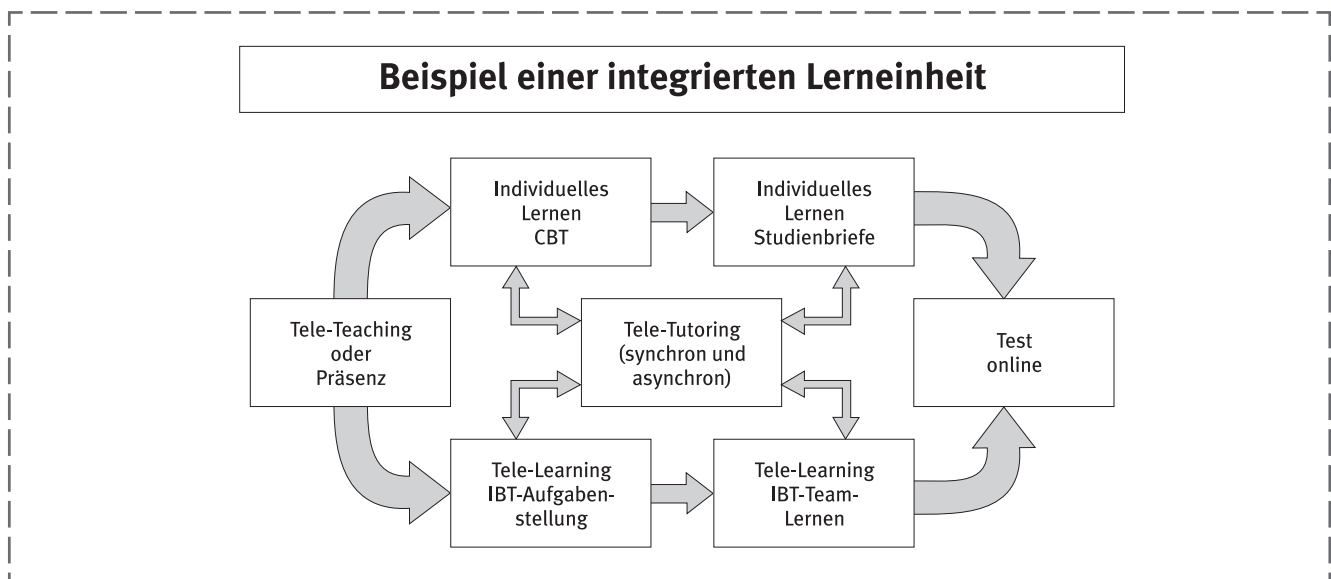 Beispiel einer integrierten Lerneinheit
Individuelles
Lernen
CBT
Individuelles
Lernen
Studienbriefe
Tele-Teaching
oder
Präsenz
Tele-Tutoring
(synchron und
asynchron)
Test
online
Tele-Learning
IBT-Aufgaben-
stellung
Tele-Learning
IBT-Team-
Lernen